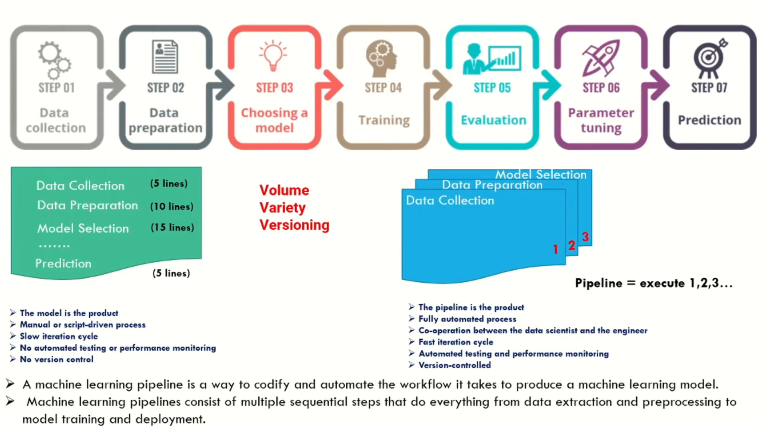 STEP 01
Data
collection
STEP 02
Data
preparation
STEP 03
Choosing a
model
STEP 04
Training
STEP 05
Evaluation
STEP 06
Parameter
tuning
STEP 07
Prediction
Data Collection (5 lines)
Data Preparation (10 lines)
Model Selection (15 lines)
.......
Prediction
(5 lines)
Volume
Variety
Versioning
Model Selection
Data Preparation
Data Collection
1
2
3
Pipeline = execute 1,2,3...
The model is the product
Manual or script-driven process
Slow iteration cycle
No automated testing or performance monitoring
No version control
The pipeline is the product
Fully automated process
Co-operation between the data scientist and the engineer
Fast iteration cycle
Automated testing and performance monitoring
Version-controlled
A machine learning pipeline is a way to codify and automate the workflow it takes to produce a machine learning model.
Machine learning pipelines consist of multiple sequential steps that do everything from data extraction and preprocessing to
model training and deployment.